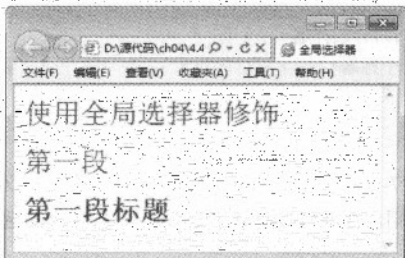 D:\源代码\ch04\4.4
全局选择器
文件(F) 编辑(E) 查看(V) 收藏夹(A) 工具(T) 帮助(H)
使用全局选择器修饰
第一段
第一段标题